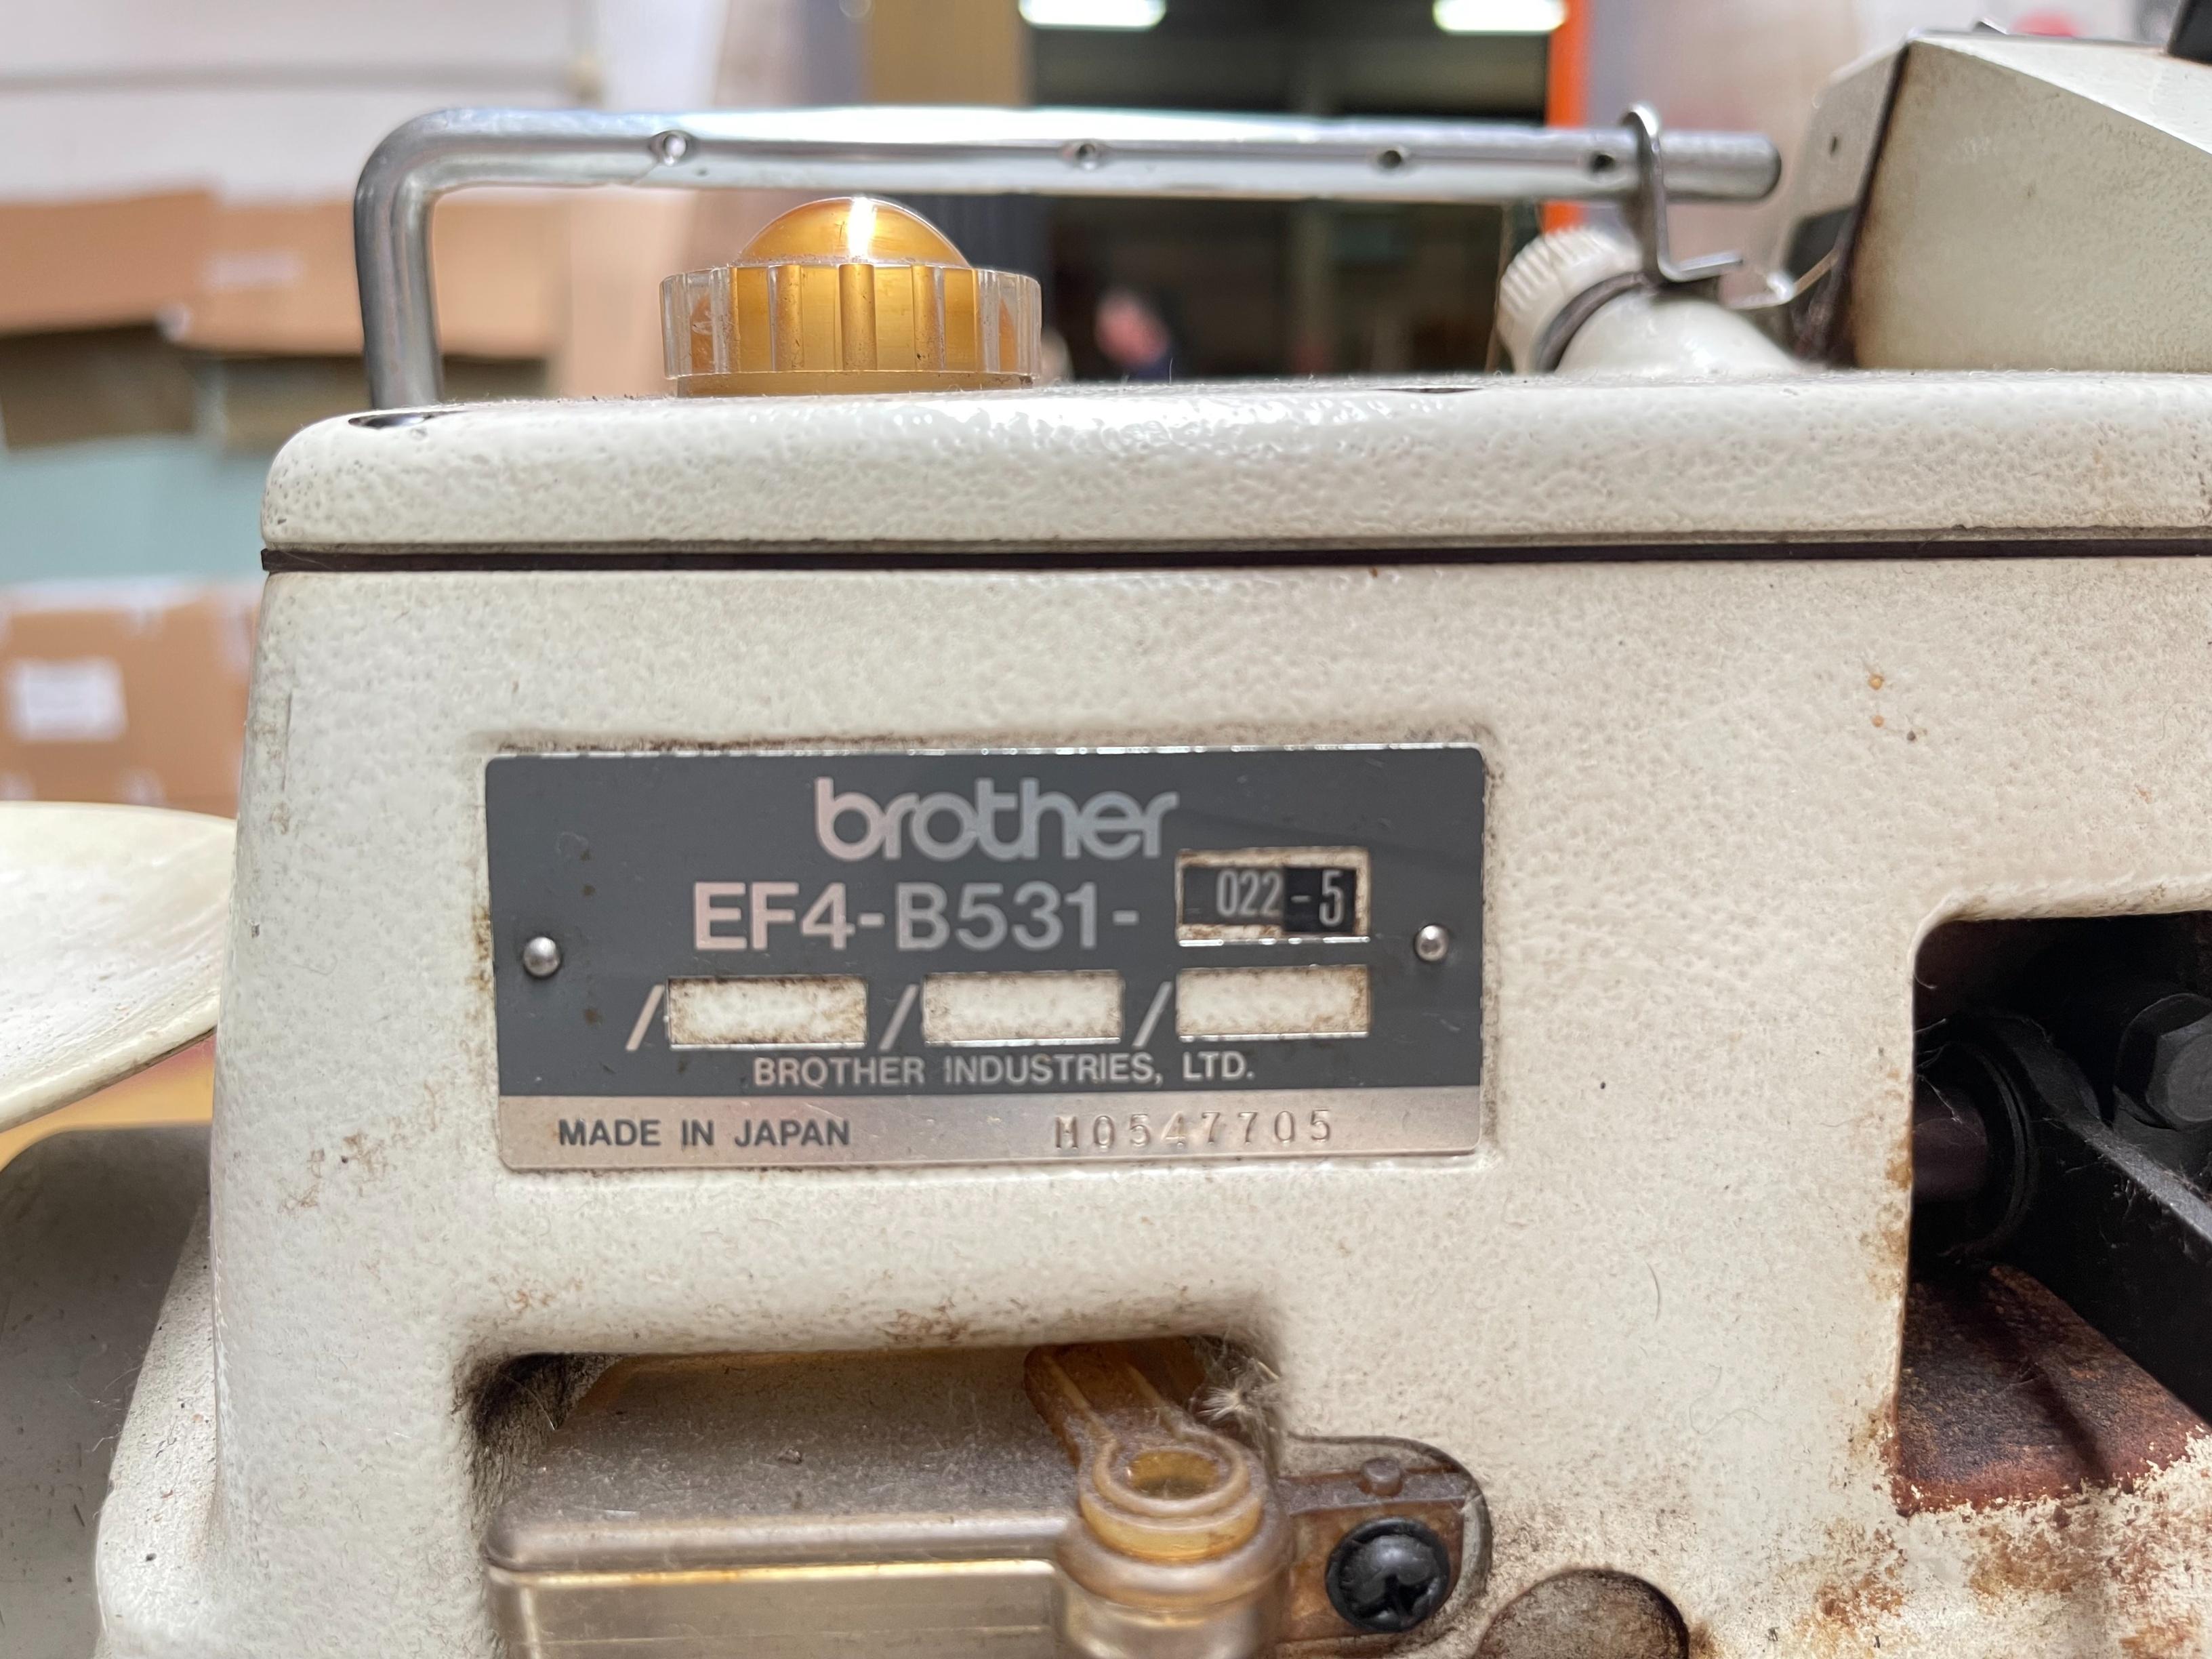 brother
EF4-B531- 022-5
/ / /
BROTHER INDUSTRIES, LTD.
MADE IN JAPAN M0547705